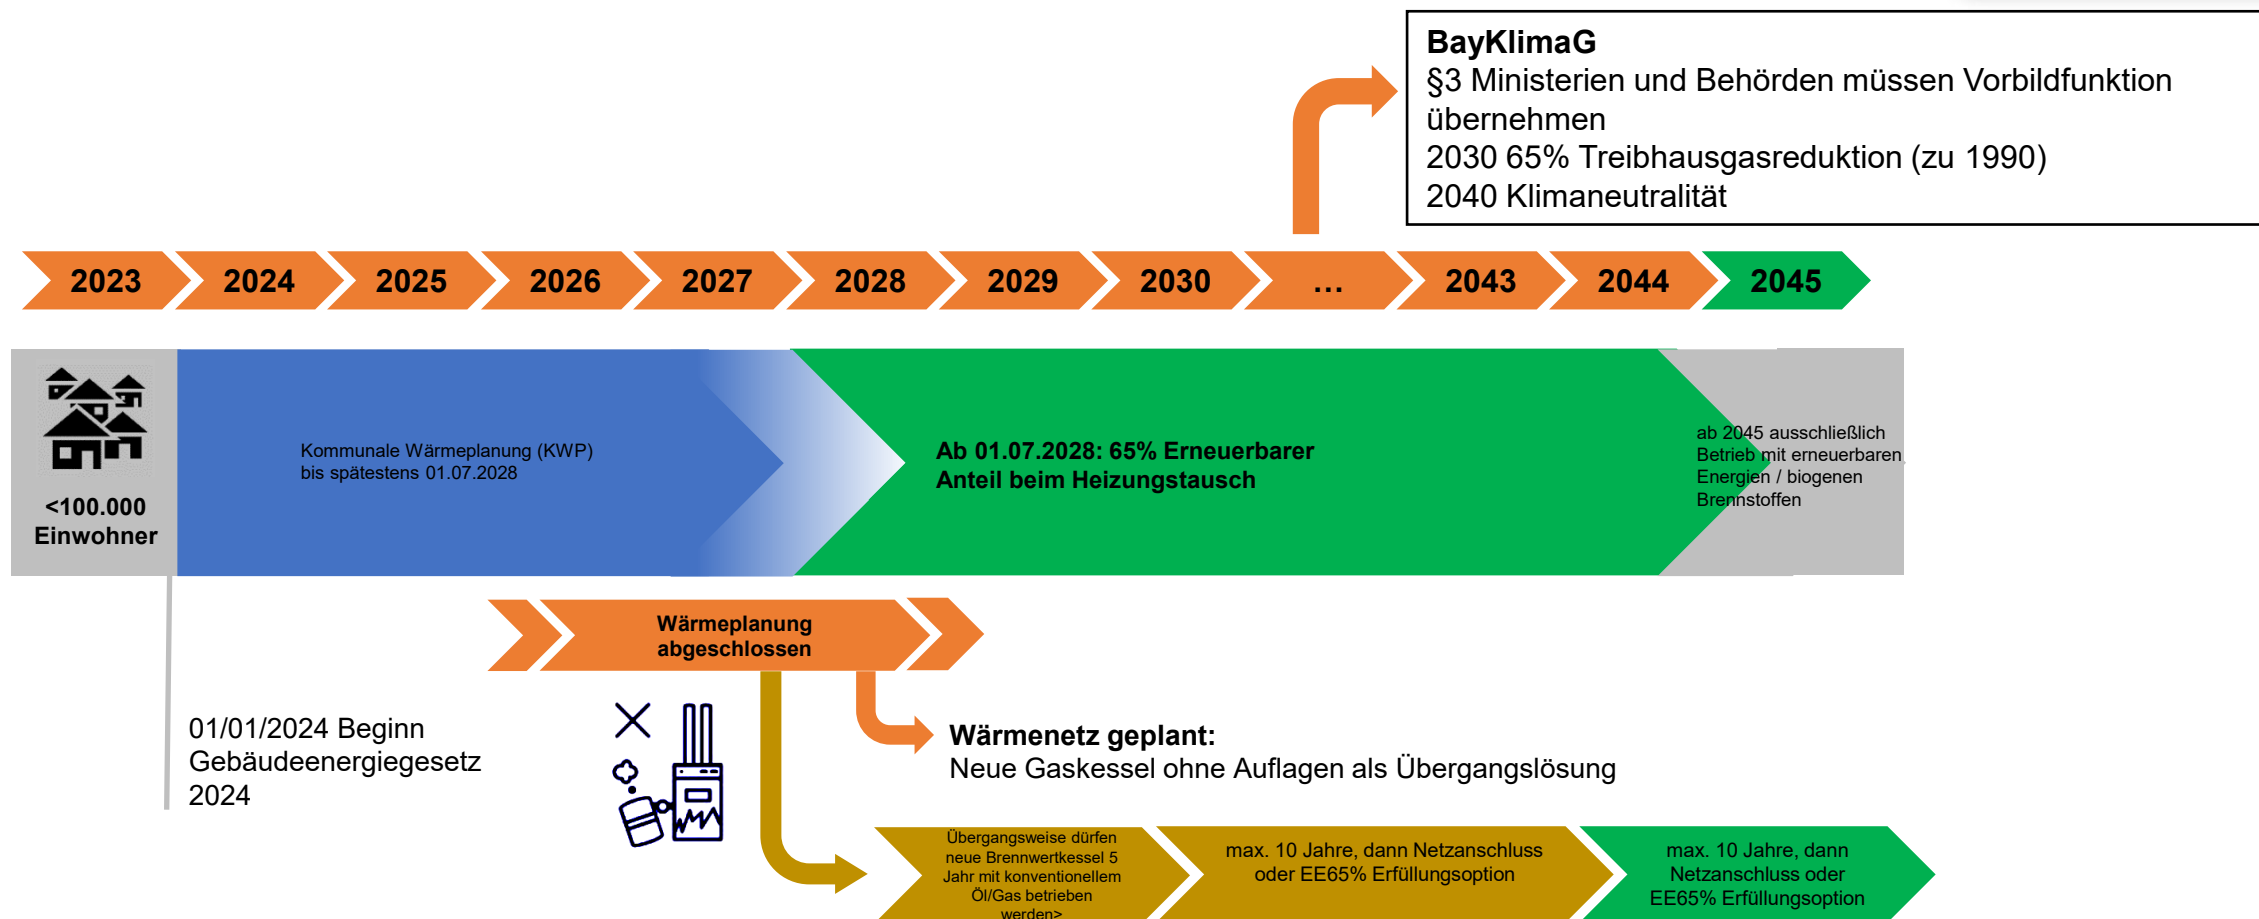 BayKlimaG
§3 Ministerien und Behörden müssen Vorbildfunktion
übernehmen
2030 65% Treibhausgasreduktion (zu 1990)
2040 Klimaneutralität
2023
2024
2025
2026
2027
2028
2029
2030
...
2043
2044
2045
<100.000
Einwohner
Kommunale Wärmeplanung (KWP)
bis spätestens 01.07.2028
Ab 01.07.2028: 65% Erneuerbarer
Anteil beim Heizungstausch
ab 2045 ausschließlich
Betrieb mit erneuerbaren
Energien / biogenen
Brennstoffen
Wärmeplanung
abgeschlossen
01/01/2024 Beginn
Gebäudeenergiegesetz
2024
Wärmenetz geplant:
Neue Gaskessel ohne Auflagen als Übergangslösung
Übergangsweise dürfen
neue Brennwertkessel 5
Jahr mit konventionellem
Öl/Gas betrieben
werden>
max. 10 Jahre, dann Netzanschluss
oder EE65% Erfüllungsoption
max. 10 Jahre, dann
Netzanschluss oder
EE65% Erfüllungsoption